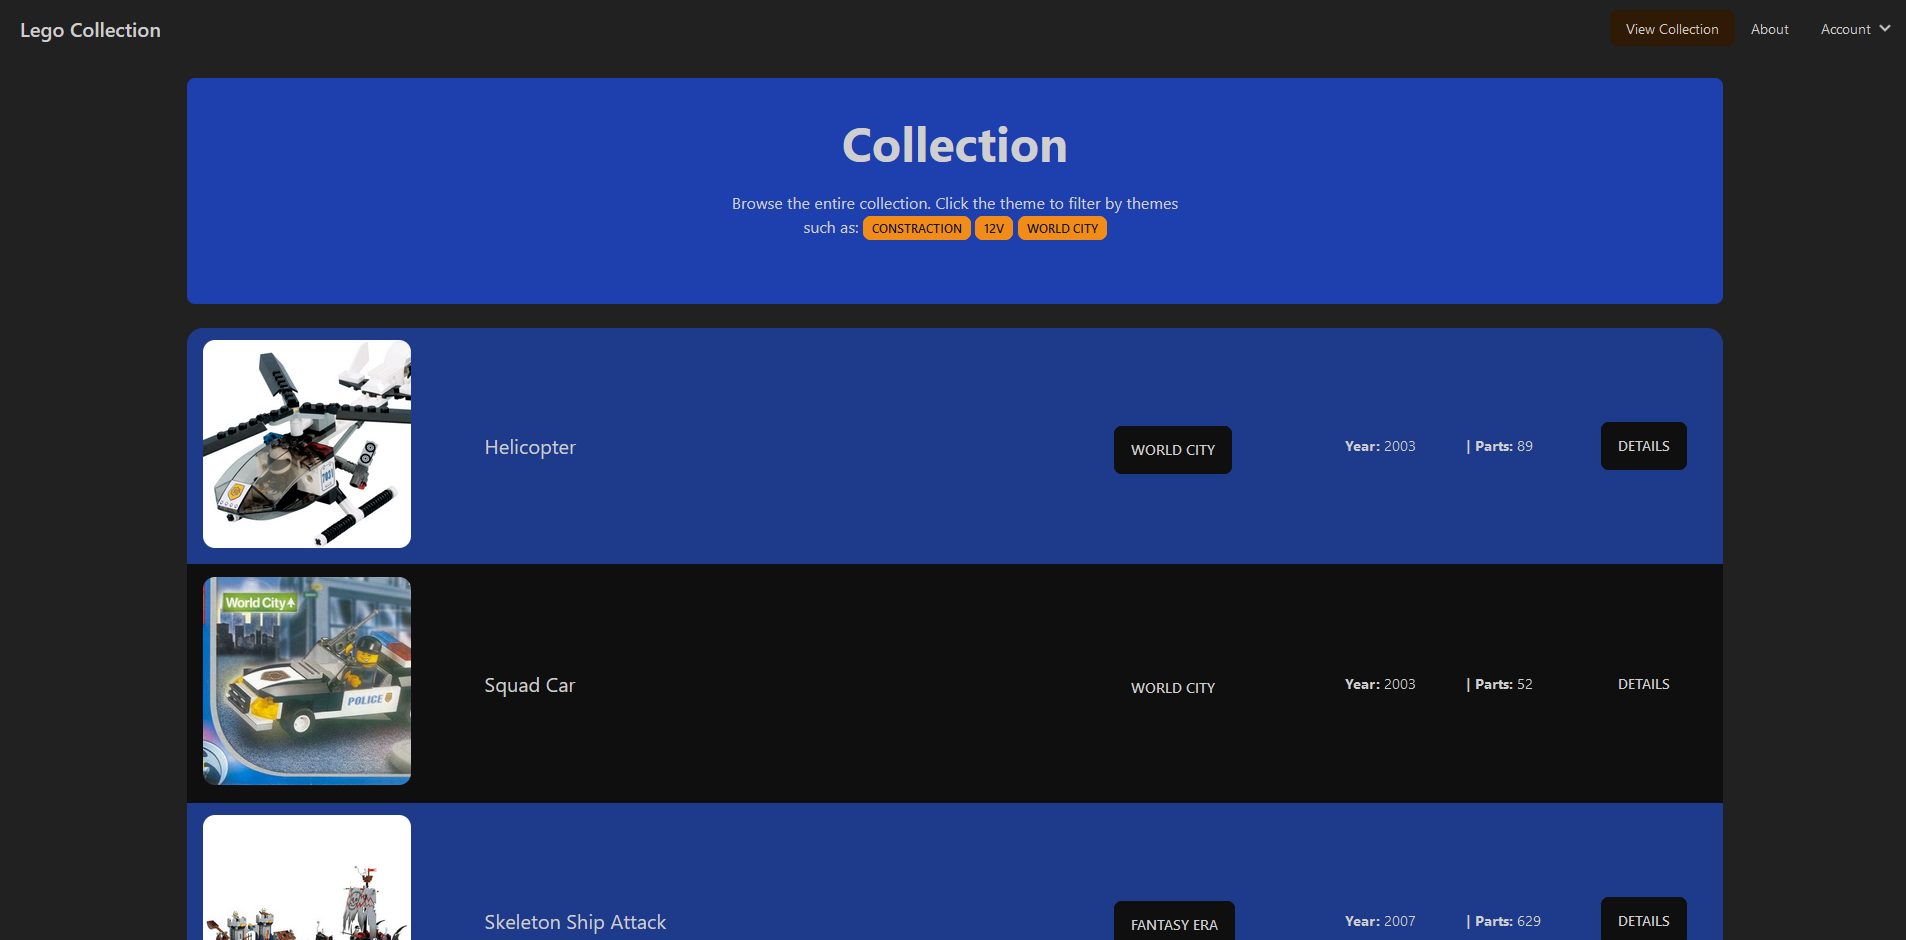 Lego Collection
View Collection
About
Account
Collection
Browse the entire collection. Click the theme to filter by themes
such as: CONSTRACTION 12V WORLD CITY
7031
Helicopter
WORLD CITY
Year: 2003
| Parts: 89
DETAILS
World City
POLICE
Squad Car
WORLD CITY
Year: 2003
| Parts: 52
DETAILS
Skeleton Ship Attack
FANTASY ERA
Year: 2007
| Parts: 629
DETAILS